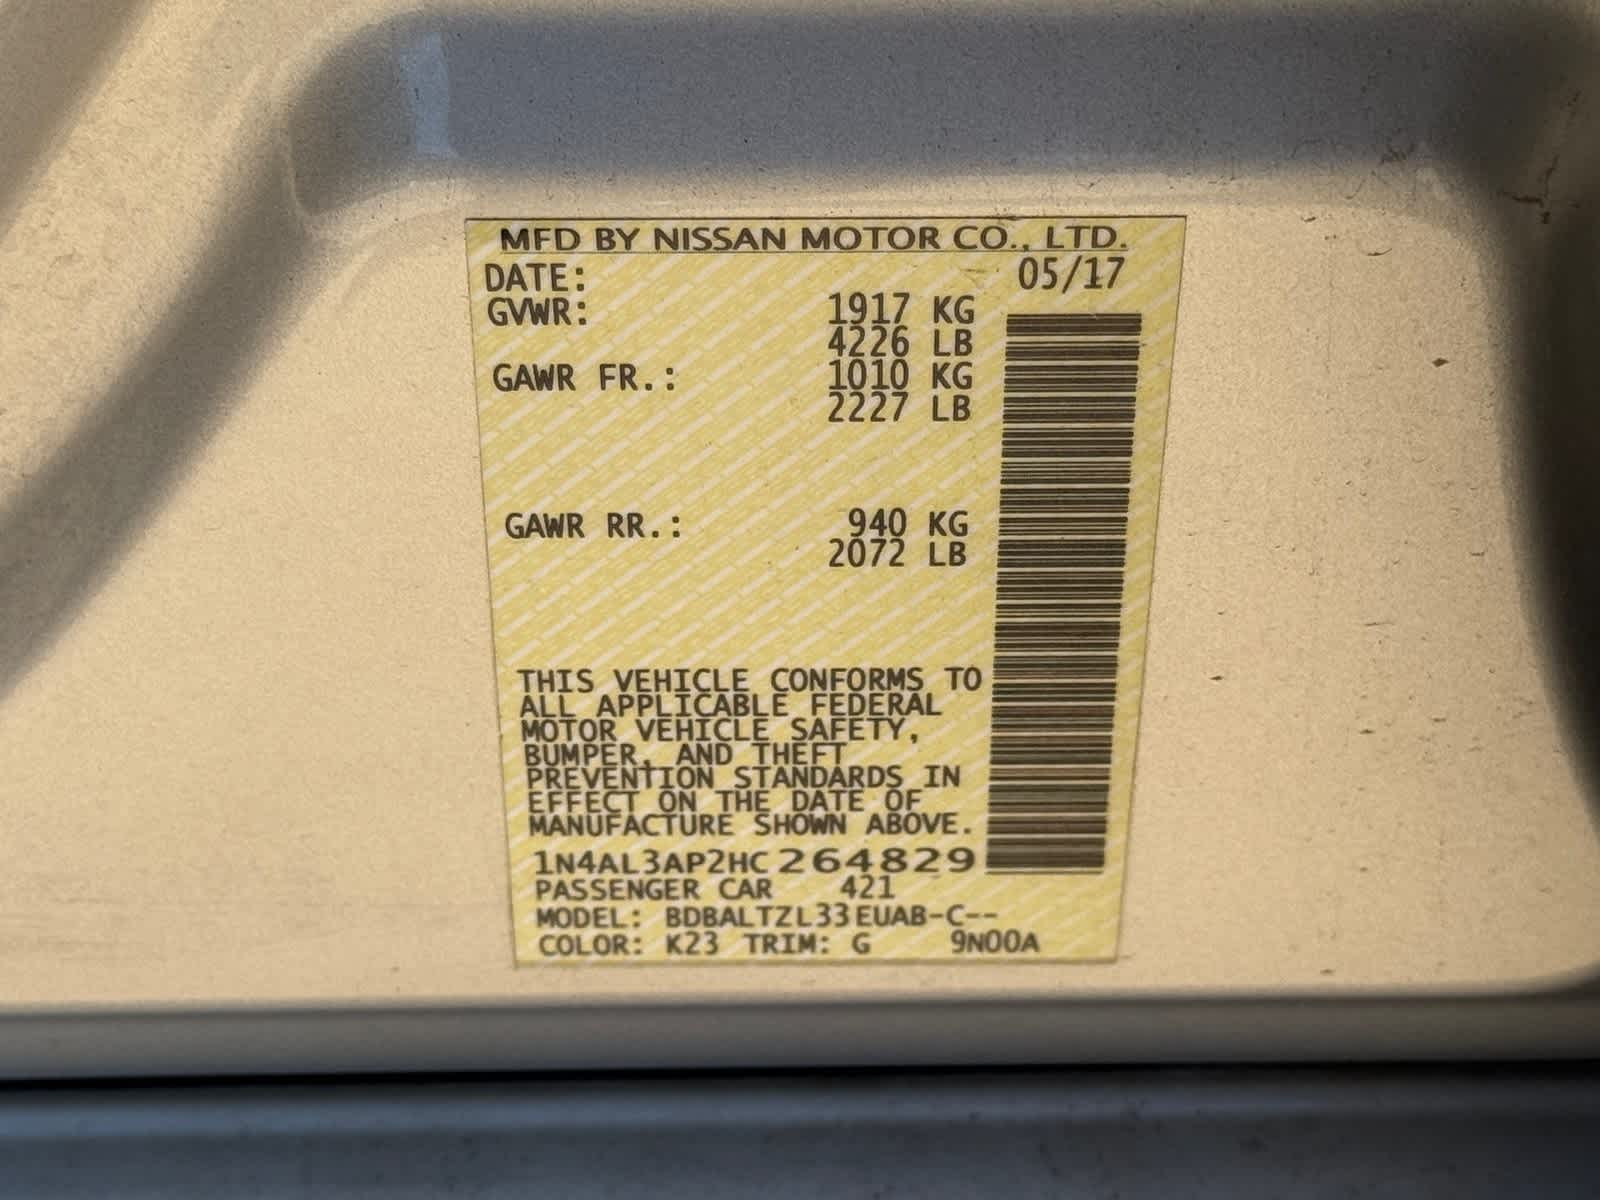 MFD BY NISSAN MOTOR CO., LTD.
DATE: 05/17
GVWR: 1917 KG
4226 LB
GAWR FR.: 1010 KG
2227 LB
GAWR RR.: 940 KG
2072 LB
THIS VEHICLE CONFORMS TO
ALL APPLICABLE FEDERAL
MOTOR VEHICLE SAFETY,
BUMPER, AND THEFT
PREVENTION STANDARDS IN
EFFECT ON THE DATE OF
MANUFACTURE SHOWN ABOVE.
1N4AL3AP2HC264829
PASSENGER CAR 421
MODEL: BDBALTZL33EUAB-C--
COLOR: K23 TRIM: G 9N00A